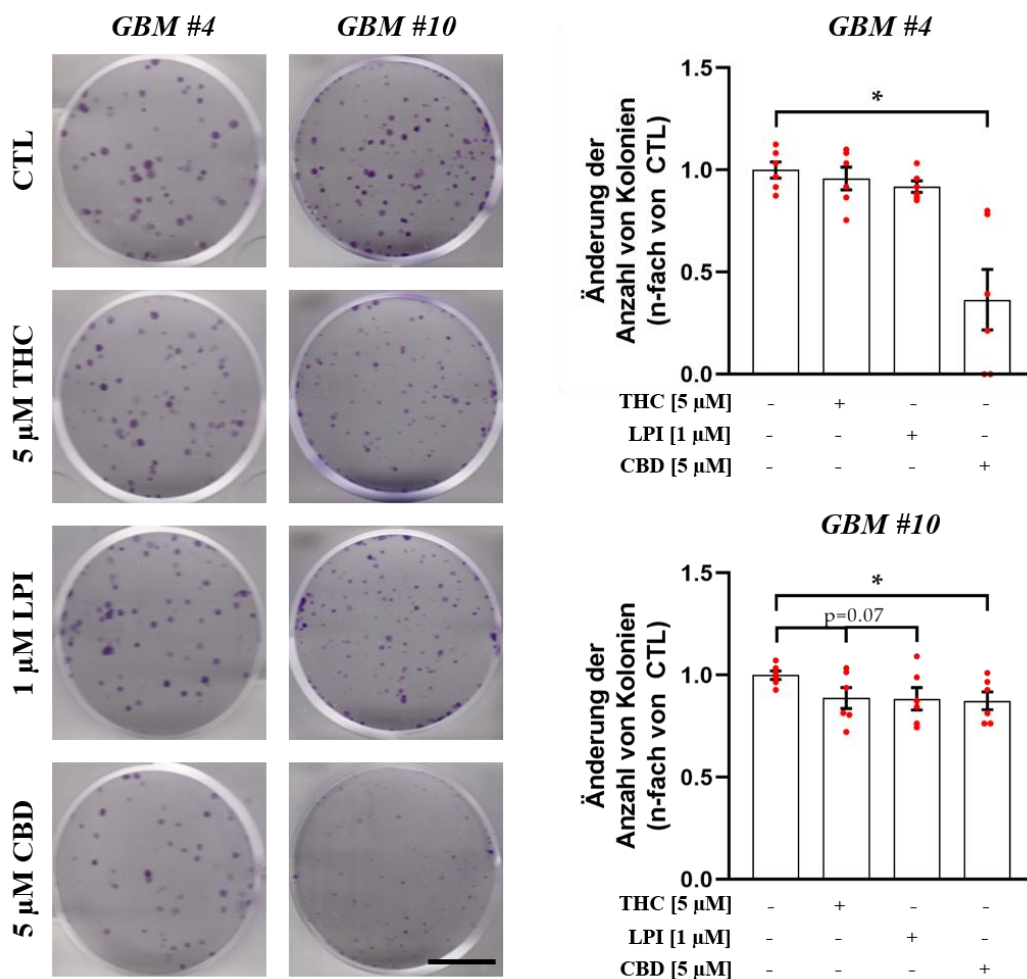 GBM #4
GBM #10
CTL
5 µM THC
1 µM LPI
5 µM CBD
GBM #4
Änderung der
Anzahl von Kolonien
(n-fach von CTL)
1.5
1.0
0.5
0.0
*
THC [5 µM] - + - -
LPI [1 µM] - - + -
CBD [5 µM] - - - +
GBM #10
Änderung der
Anzahl von Kolonien
(n-fach von CTL)
1.5
1.0
0.5
0.0
*
p=0.07
THC [5 µM] - + - -
LPI [1 µM] - - + -
CBD [5 µM] - - - +